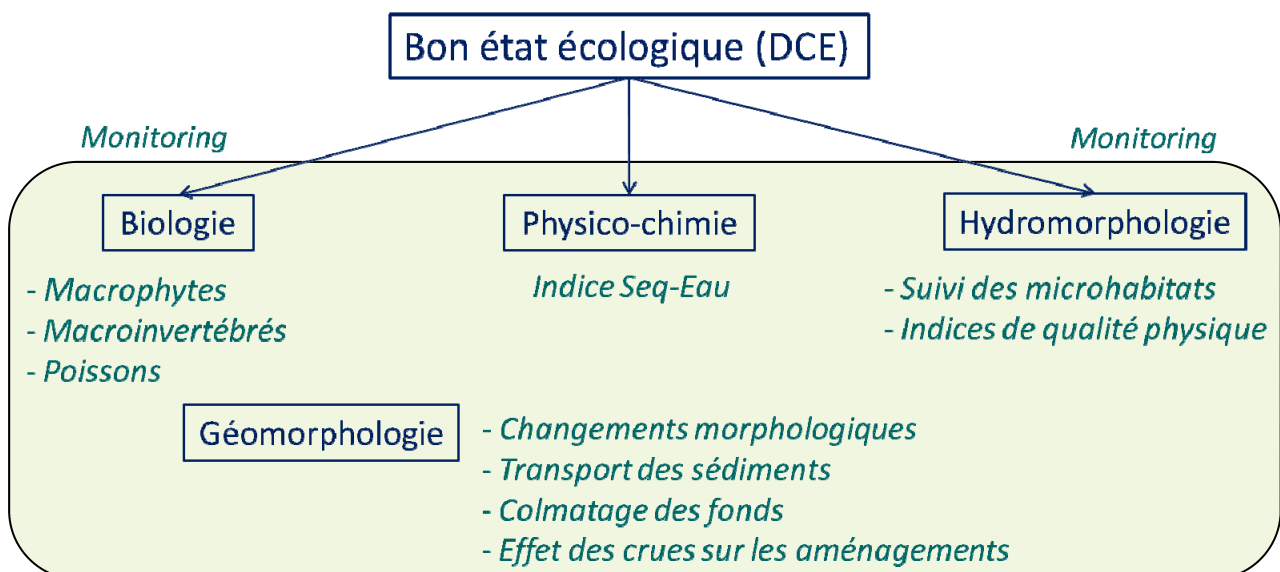 Bon état écologique (DCE)
Monitoring
Monitoring
Biologie
Physico-chimie
Hydromorphologie
- Macrophytes
- Macroinvertébrés
- Poissons
Indice Seq-Eau
- Suivi des microhabitats
- Indices de qualité physique
Géomorphologie
- Changements morphologiques
- Transport des sédiments
- Colmatage des fonds
- Effet des crues sur les aménagements